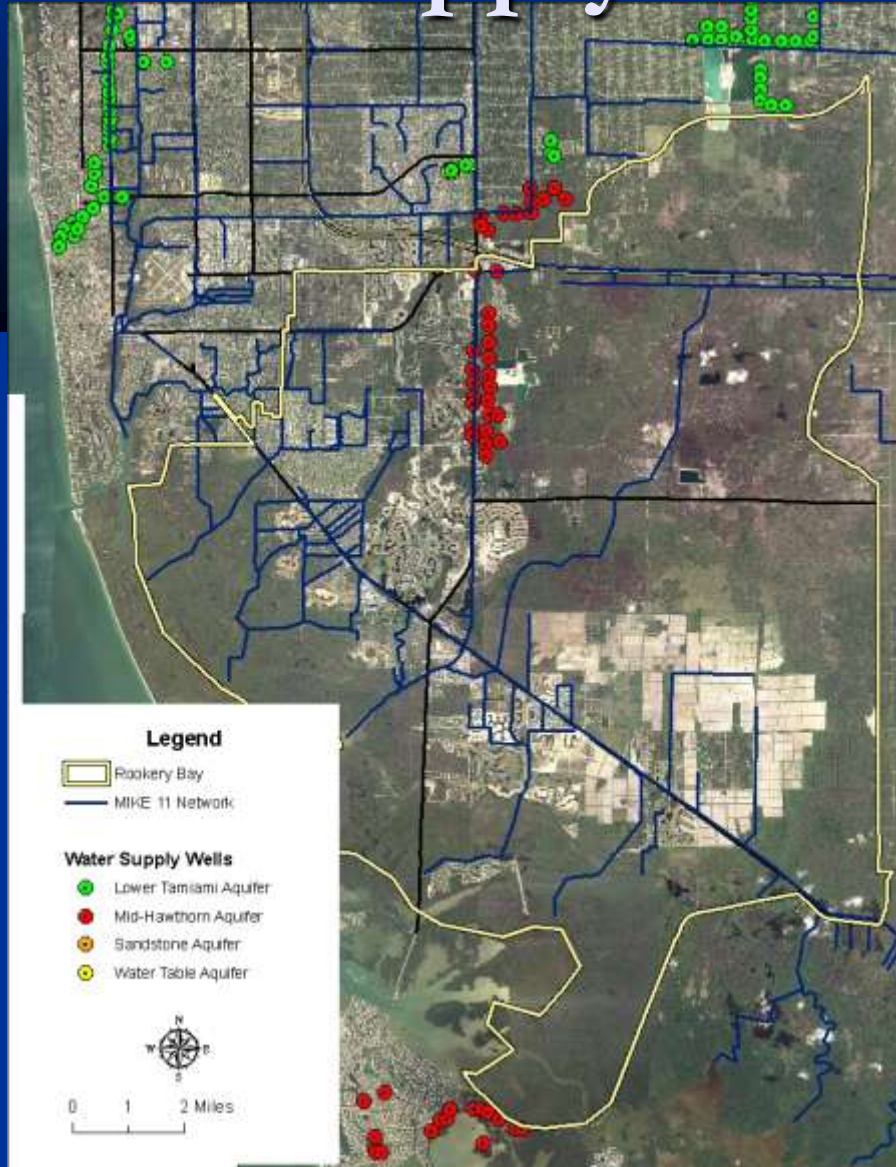 Legend
Rookery Bay
MIKE 11 Network
Water Supply Wells
Lower Tamiami Aquifer
Mid-Hawthorn Aquifer
Sandstone Aquifer
Water Table Aquifer
N
W E
S
0 1 2 Miles